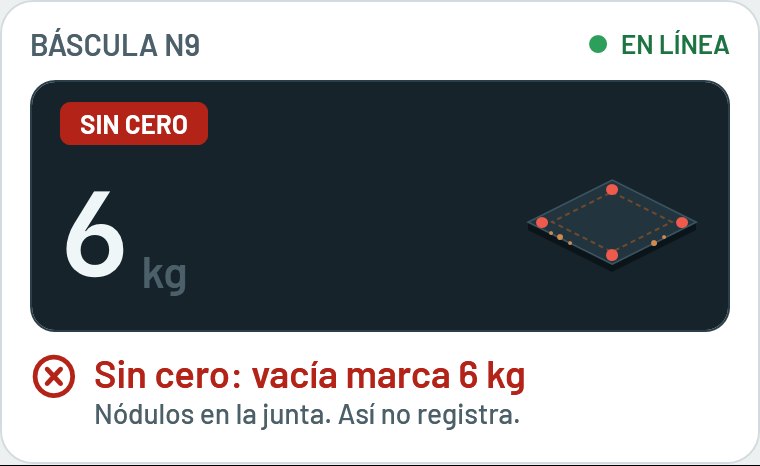 BÁSCULA N9
EN LÍNEA
SIN CERO
6 kg
Sin cero: vacía marca 6 kg
Nódulos en la junta. Así no registra.